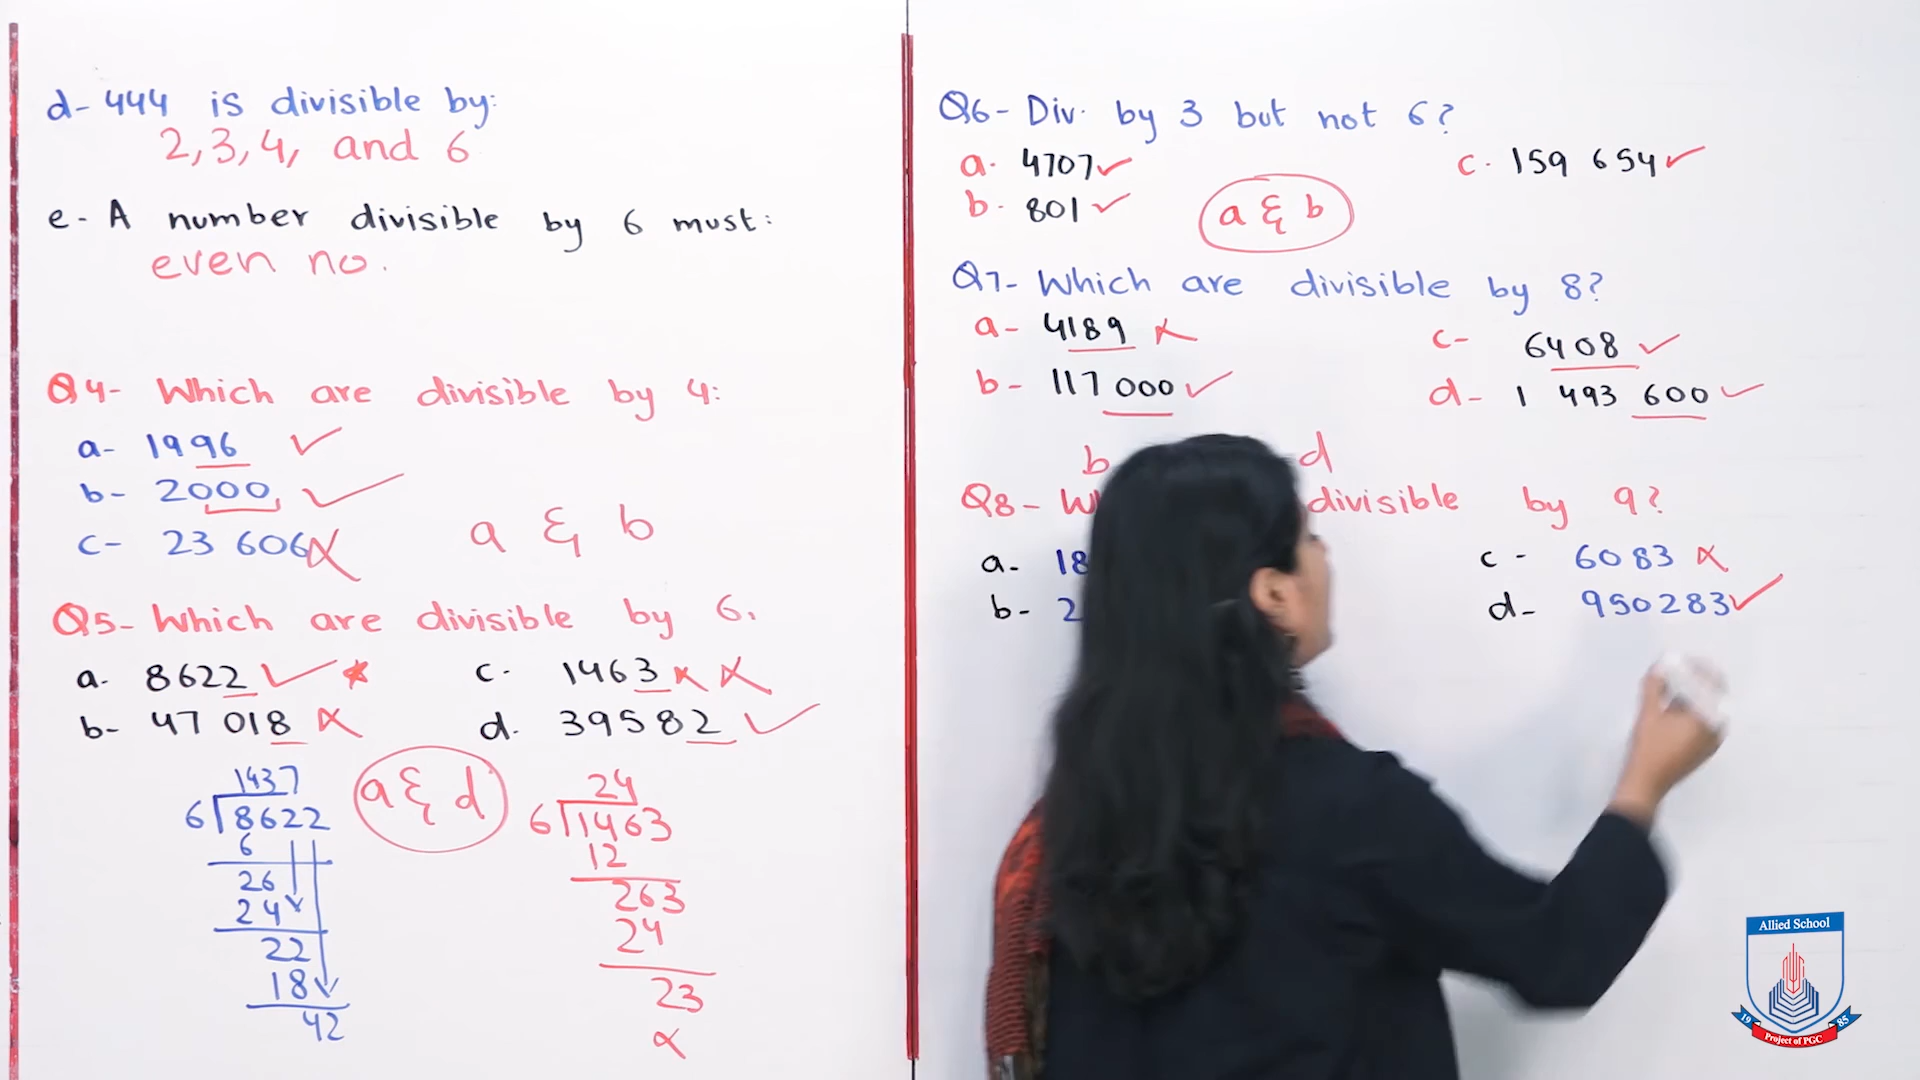 d- 444 is divisible by:
2,3,4, and 6
e- A number divisible by 6 must:
even no.
Q4- Which are divisible by 4:
a- 1996 ✓
b- 2000, ✓
c- 23 606 ✗
a & b
Q5- Which are divisible by 6.
a. 8622 ✓
b- 47 018 ✗
c. 1463 ✗ ✗
d. 39582 ✓
1437
6 8622
6
26
24
22
18
42
a & d
24
6 1463
12
263
24
23
✗
Q6- Div. by 3 but not 6?
a. 4707 ✓
b. 801 ✓
c. 159 654 ✓
a & b
Q7- Which are divisible by 8?
a- 4189 ✗
b- 117 000 ✓
c- 6408 ✓
d- 1 493 600 ✓
b d
Q8- divisible by 9?
a. 18
b- 2
c- 6083 ✗
d- 950283 ✓
Allied School
19 85
Project of PGC